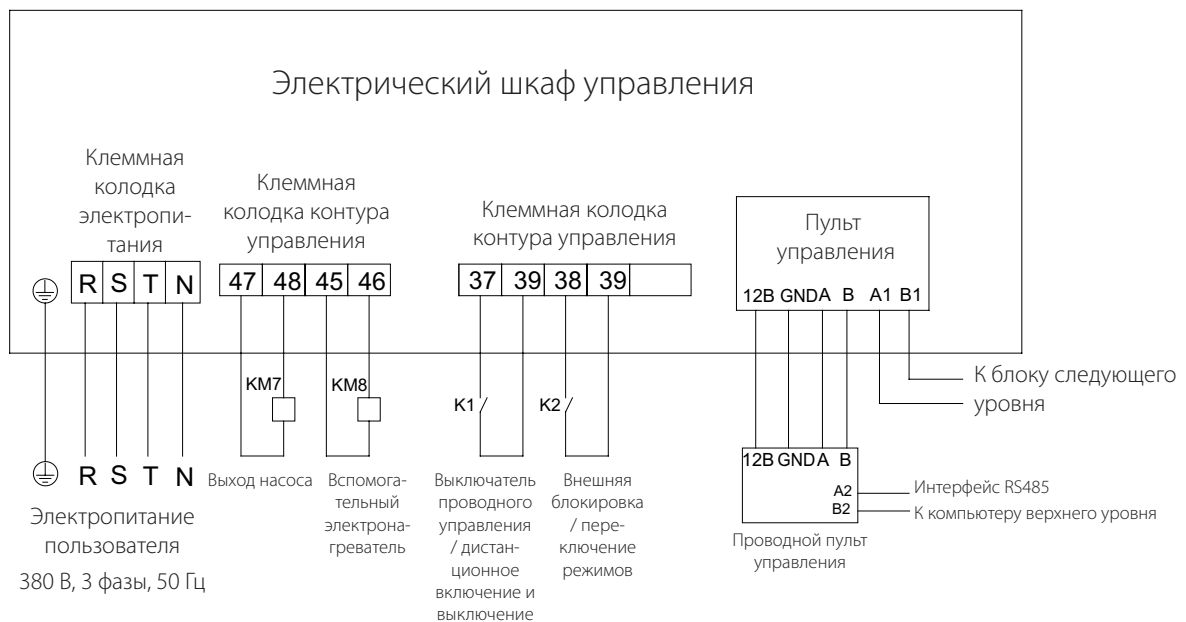 Электрический шкаф управления
Клеммная
колодка
электропи-
тания
Клеммная
колодка контура
управления
Клеммная колодка
контура управления
Пульт
управления
R S T N
47 48 45 46
37 39 38 39
12B GND A B A1 B1
KM7
KM8
K1
K2
К блоку следующего
уровня
12B GND A B
A2
B2
Интерфейс RS485
К компьютеру верхнего уровня
Проводной пульт
управления
R S T N
Электропитание
пользователя
380 В, 3 фазы, 50 Гц
Выход насоса
Вспомога-
тельный
электрона-
греватель
Выключатель
проводного
управления
/ дистан-
ционное
включение и
выключение
Внешняя
блокировка
/ пере-
ключение
режимов